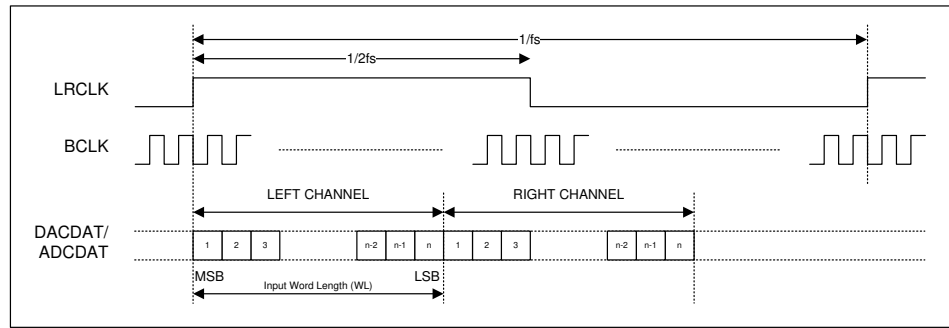 1/fs
1/2fs
LRCLK
BCLK
LEFT CHANNEL RIGHT CHANNEL
DACDAT/
ADCDAT
1 2 3 n-2 n-1 n 1 2 3 n-2 n-1 n
MSB LSB
Input Word Length (WL)